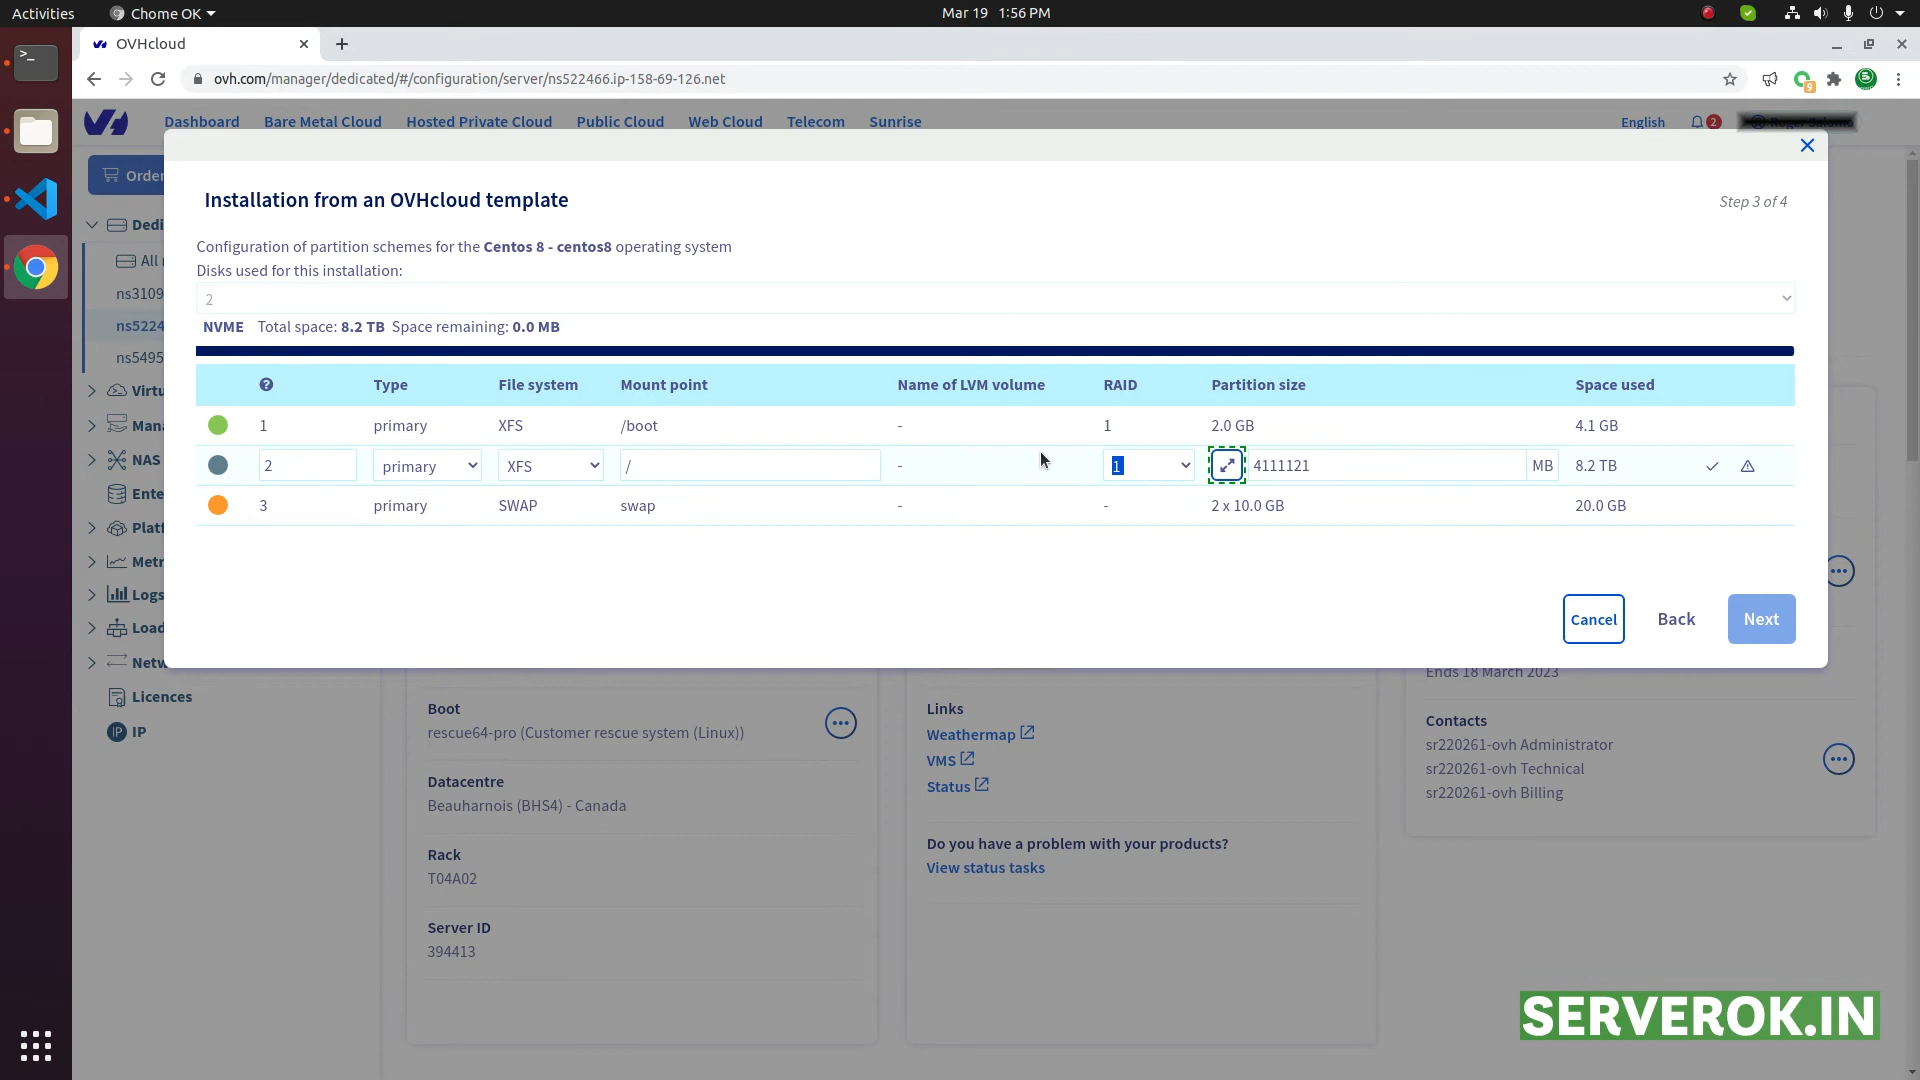 Activities
Chome OK
Mar 19 1:56 PM
OVHcloud
ovh.com/manager/dedicated/#/configuration/server/ns522466.ip-158-69-126.net
9
Dashboard
Bare Metal Cloud
Hosted Private Cloud
Public Cloud
Web Cloud
Telecom
Sunrise
English
2
Order
Installation from an OVHcloud template
Step 3 of 4
Configuration of partition schemes for the Centos 8 - centos8 operating system
Disks used for this installation:
2
NVME Total space: 8.2 TB Space remaining: 0.0 MB
? Type File system Mount point Name of LVM volume RAID Partition size Space used
1 primary XFS /boot - 1 2.0 GB 4.1 GB
2 primary XFS / - 1 4111121 MB 8.2 TB
3 primary SWAP swap - - 2 x 10.0 GB 20.0 GB
Cancel
Back
Next
Dedi
All
ns3109
ns5224
ns5495
Virtu
Mana
NAS
Ente
Platf
Metr
Logs
Load
Netw
Licences
IP IP
Boot
rescue64-pro (Customer rescue system (Linux))
Datacentre
Beauharnois (BHS4) - Canada
Rack
T04A02
Server ID
394413
Links
Weathermap
VMS
Status
Do you have a problem with your products?
View status tasks
Ends 18 March 2023
Contacts
sr220261-ovh Administrator
sr220261-ovh Technical
sr220261-ovh Billing
SERVEROK.IN